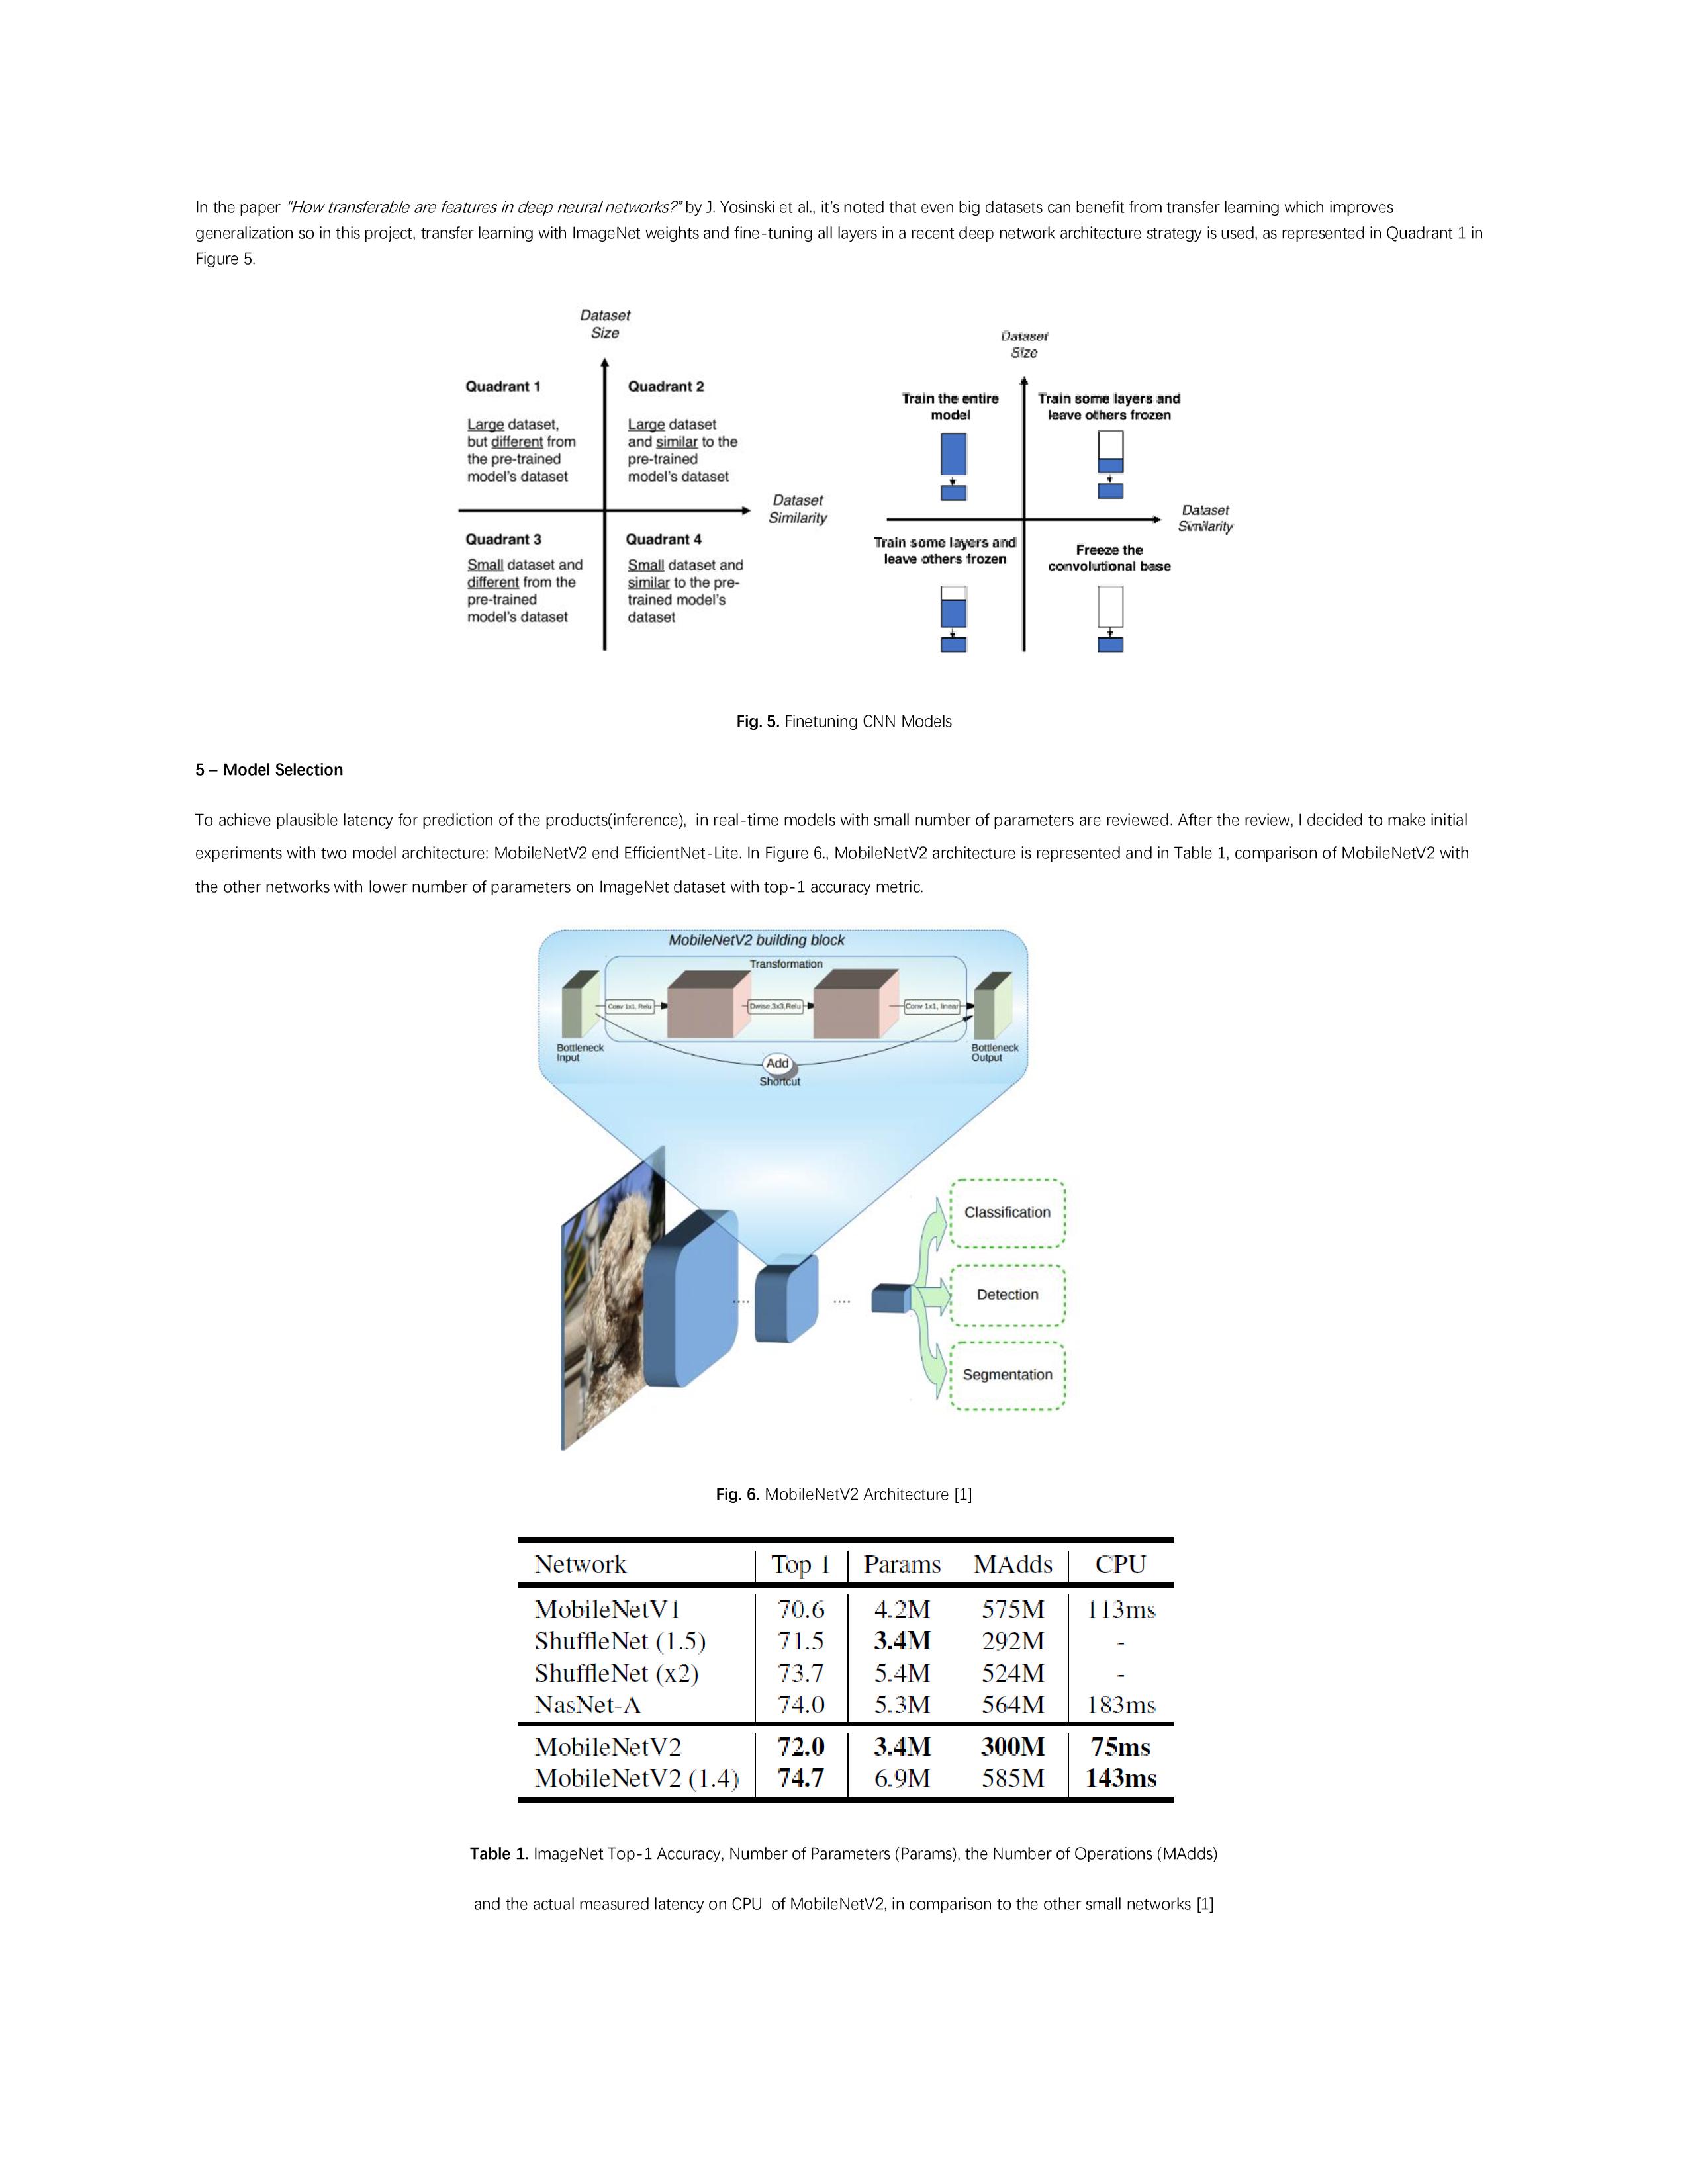 In the paper “How transferable are features in deep neural networks?” by J. Yosinski et al., it’s noted that even big datasets can benefit from transfer learning which improves
generalization so in this project, transfer learning with ImageNet weights and fine-tuning all layers in a recent deep network architecture strategy is used, as represented in Quadrant 1 in
Figure 5.
Dataset
Size
Quadrant 1
Large dataset,
but different from
the pre-trained
model’s dataset
Quadrant 2
Large dataset
and similar to the
pre-trained
model’s dataset
Dataset
Similarity
Quadrant 3
Small dataset and
different from the
pre-trained
model’s dataset
Quadrant 4
Small dataset and
similar to the pre-
trained model’s
dataset
Dataset
Size
Train the entire
model
Train some layers and
leave others frozen
Dataset
Similarity
Train some layers and
leave others frozen
Freeze the
convolutional base
Fig. 5. Finetuning CNN Models
5 – Model Selection
To achieve plausible latency for prediction of the products(inference), in real-time models with small number of parameters are reviewed. After the review, I decided to make initial
experiments with two model architecture: MobileNetV2 end EfficientNet-Lite. In Figure 6., MobileNetV2 architecture is represented and in Table 1, comparison of MobileNetV2 with
the other networks with lower number of parameters on ImageNet dataset with top-1 accuracy metric.
MobileNetV2 building block
Transformation
Conv 1x1, Relu
Dwise,3x3,Relu
Conv 1x1, linear
Bottleneck
Input
Bottleneck
Output
Add
Shortcut
....
....
Classification
Detection
Segmentation
Fig. 6. MobileNetV2 Architecture [1]
Network Top 1 Params MAdds CPU
MobileNetV1 70.6 4.2M 575M 113ms
ShuffleNet (1.5) 71.5 3.4M 292M -
ShuffleNet (x2) 73.7 5.4M 524M -
NasNet-A 74.0 5.3M 564M 183ms
MobileNetV2 72.0 3.4M 300M 75ms
MobileNetV2 (1.4) 74.7 6.9M 585M 143ms
Table 1. ImageNet Top-1 Accuracy, Number of Parameters (Params), the Number of Operations (MAdds)
and the actual measured latency on CPU of MobileNetV2, in comparison to the other small networks [1]